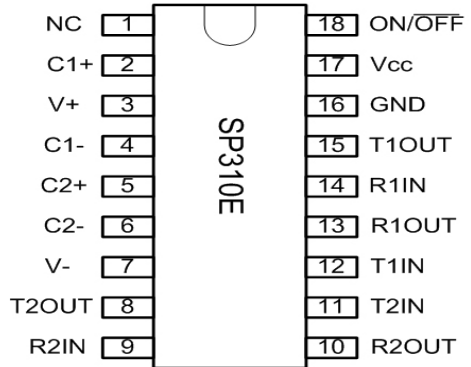 NC 1 18 ON/OFF
C1+ 2 17 Vcc
V+ 3 16 GND
C1- 4 15 T1OUT
C2+ 5 14 R1IN
C2- 6 13 R1OUT
V- 7 12 T1IN
T2OUT 8 11 T2IN
R2IN 9 10 R2OUT
SP310E